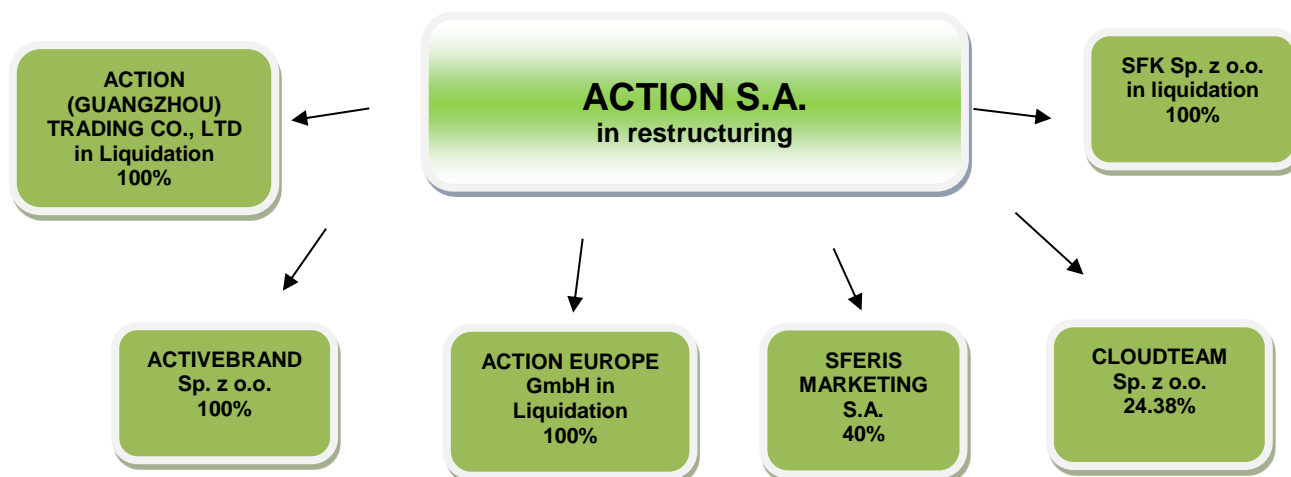 ACTION
(GUANGZHOU)
TRADING CO., LTD
in Liquidation
100%
ACTION S.A.
in restructuring
SFK Sp. z o.o.
in liquidation
100%
ACTIVEBRAND
Sp. z o.o.
100%
ACTION EUROPE
GmbH in
Liquidation
100%
SFERIS
MARKETING
S.A.
40%
CLOUDTEAM
Sp. z o.o.
24.38%